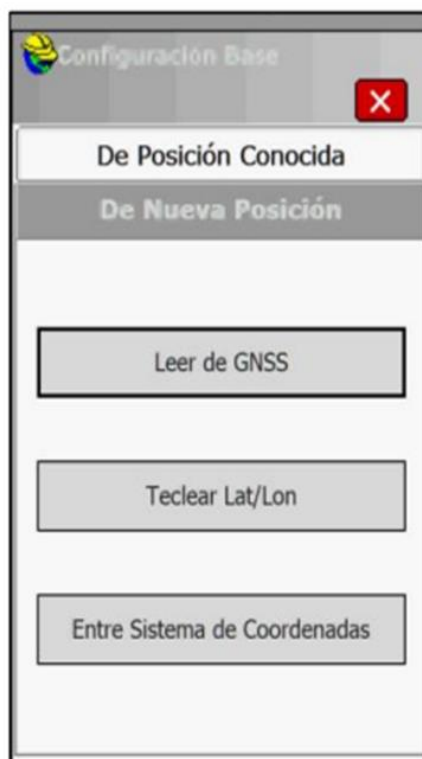 Configuración Base
De Posición Conocida
De Nueva Posición
Leer de GNSS
Teclear Lat/Lon
Entre Sistema de Coordenadas